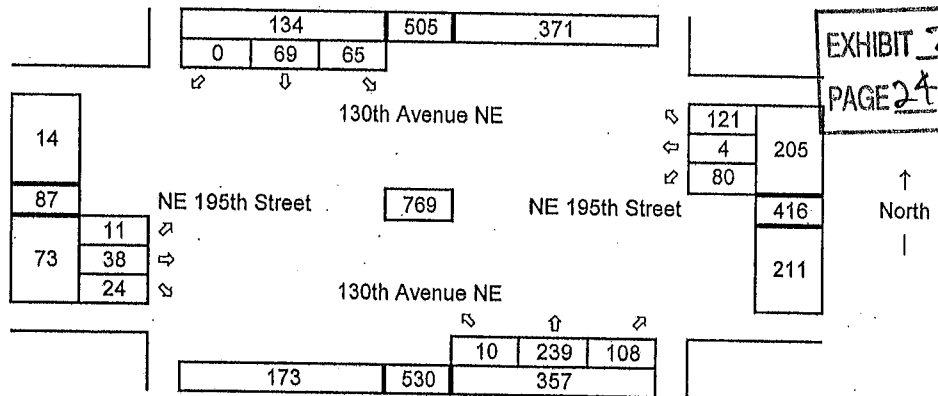 134 505 371
0 69 65
EXHIBIT
PAGE 24
130th Avenue NE
14
121
4
205
80
87
NE 195th Street
769
NE 195th Street
416
↑
North
|
11
73
38
24
211
130th Avenue NE
10 239 108
173 530 357